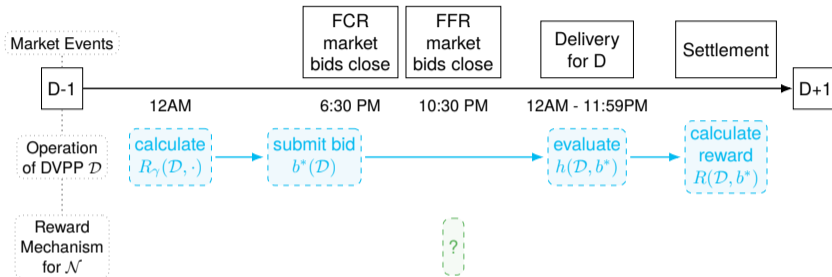 Market Events
FCR
market
bids close
FFR
market
bids close
Delivery
for D
Settlement
D-1
D+1
12AM
6:30 PM
10:30 PM
12AM - 11:59PM
Operation
of DVPP 𝒟
calculate
R_γ(𝒟, ·)
submit bid
b*(𝒟)
evaluate
h(𝒟, b*)
calculate
reward
R(𝒟, b*)
Reward
Mechanism
for 𝒩
?